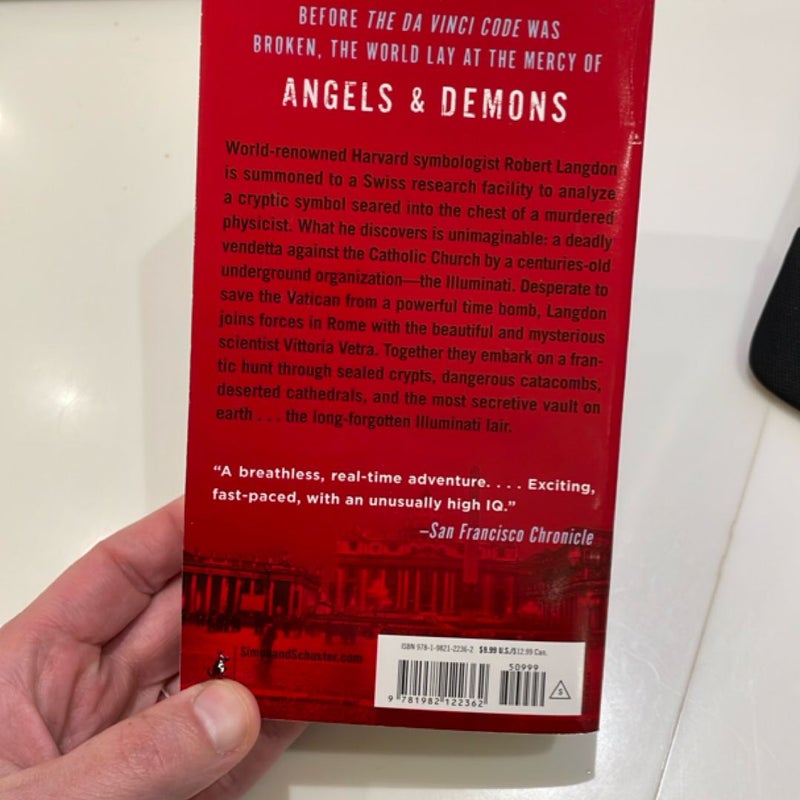 BEFORE THE DA VINCI CODE WAS
BROKEN, THE WORLD LAY AT THE MERCY OF
ANGELS & DEMONS
World-renowned Harvard symbologist Robert Langdon
is summoned to a Swiss research facility to analyze
a cryptic symbol seared into the chest of a murdered
physicist. What he discovers is unimaginable: a deadly
vendetta against the Catholic Church by a centuries-old
underground organization—the Illuminati. Desperate to
save the Vatican from a powerful time bomb, Langdon
joins forces in Rome with the beautiful and mysterious
scientist Vittoria Vetra. Together they embark on a fran-
tic hunt through sealed crypts, dangerous catacombs,
deserted cathedrals, and the most secretive vault on
earth . . . the long-forgotten Illuminati lair.
“A breathless, real-time adventure. . . . Exciting,
fast-paced, with an unusually high IQ.”
–San Francisco Chronicle
SimonandSchuster.com
ISBN 978-1-9821-2236-2 $9.99 U.S./$12.99 Can.
50999
9 781982 122362
S